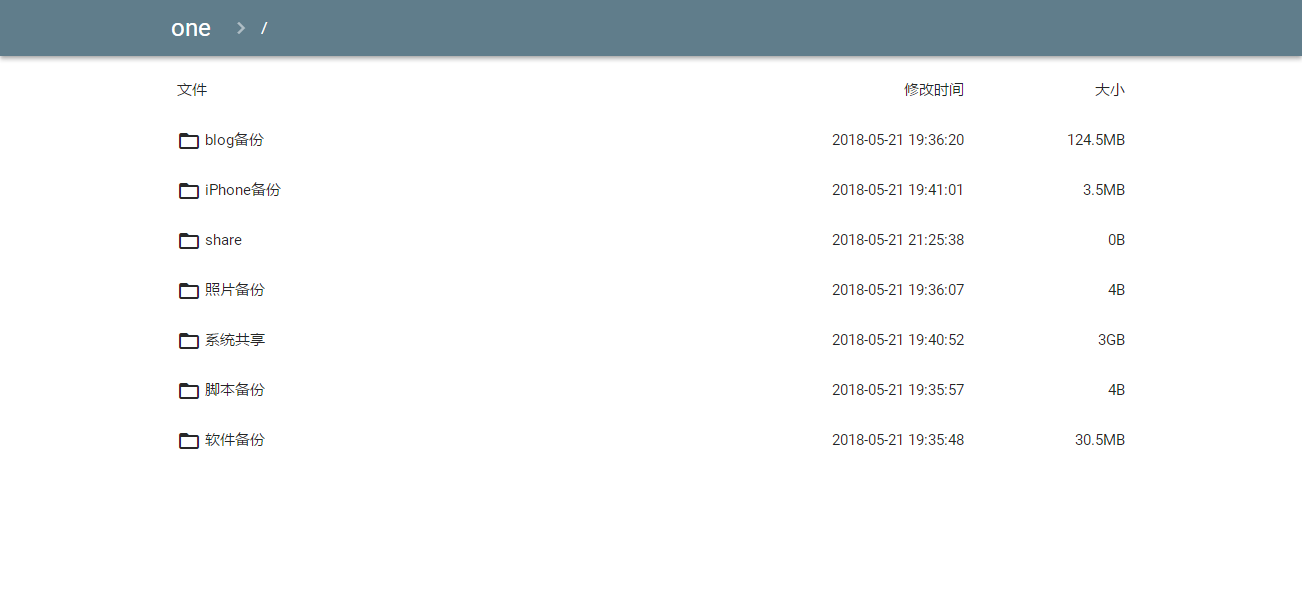 one > /
文件 修改时间 大小
blog备份 2018-05-21 19:36:20 124.5MB
iPhone备份 2018-05-21 19:41:01 3.5MB
share 2018-05-21 21:25:38 0B
照片备份 2018-05-21 19:36:07 4B
系统共享 2018-05-21 19:40:52 3GB
脚本备份 2018-05-21 19:35:57 4B
软件备份 2018-05-21 19:35:48 30.5MB